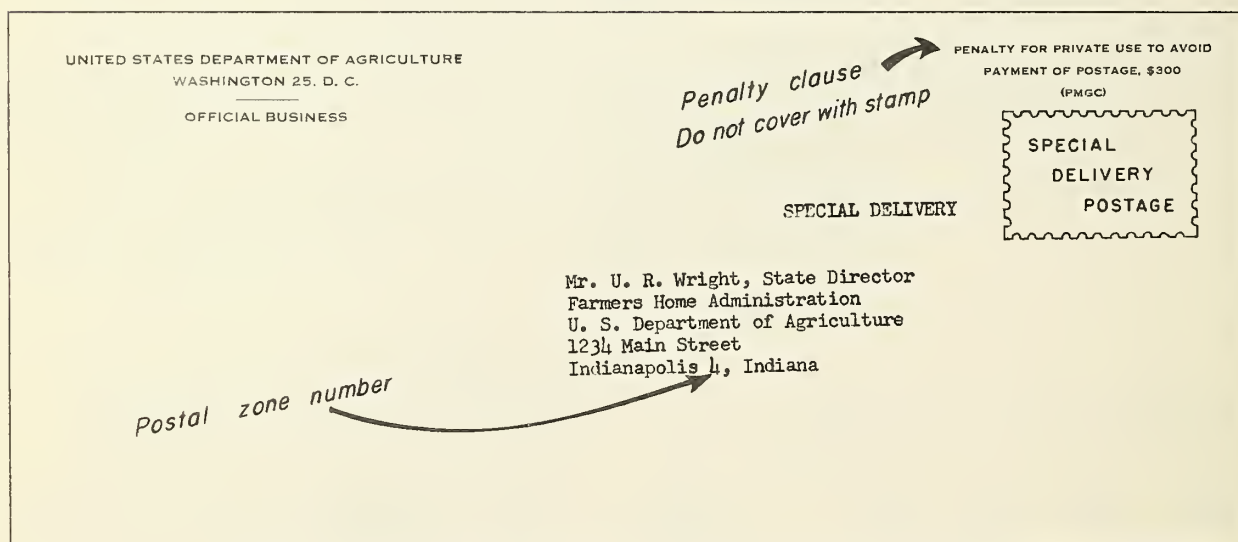 UNITED STATES DEPARTMENT OF AGRICULTURE
WASHINGTON 25, D. C.
OFFICIAL BUSINESS
Penalty clause
Do not cover with stamp
PENALTY FOR PRIVATE USE TO AVOID
PAYMENT OF POSTAGE, $300
(PMGC)
SPECIAL
DELIVERY
POSTAGE
SPECIAL DELIVERY
Mr. U. R. Wright, State Director
Farmers Home Administration
U. S. Department of Agriculture
1234 Main Street
Indianapolis 4, Indiana
Postal zone number